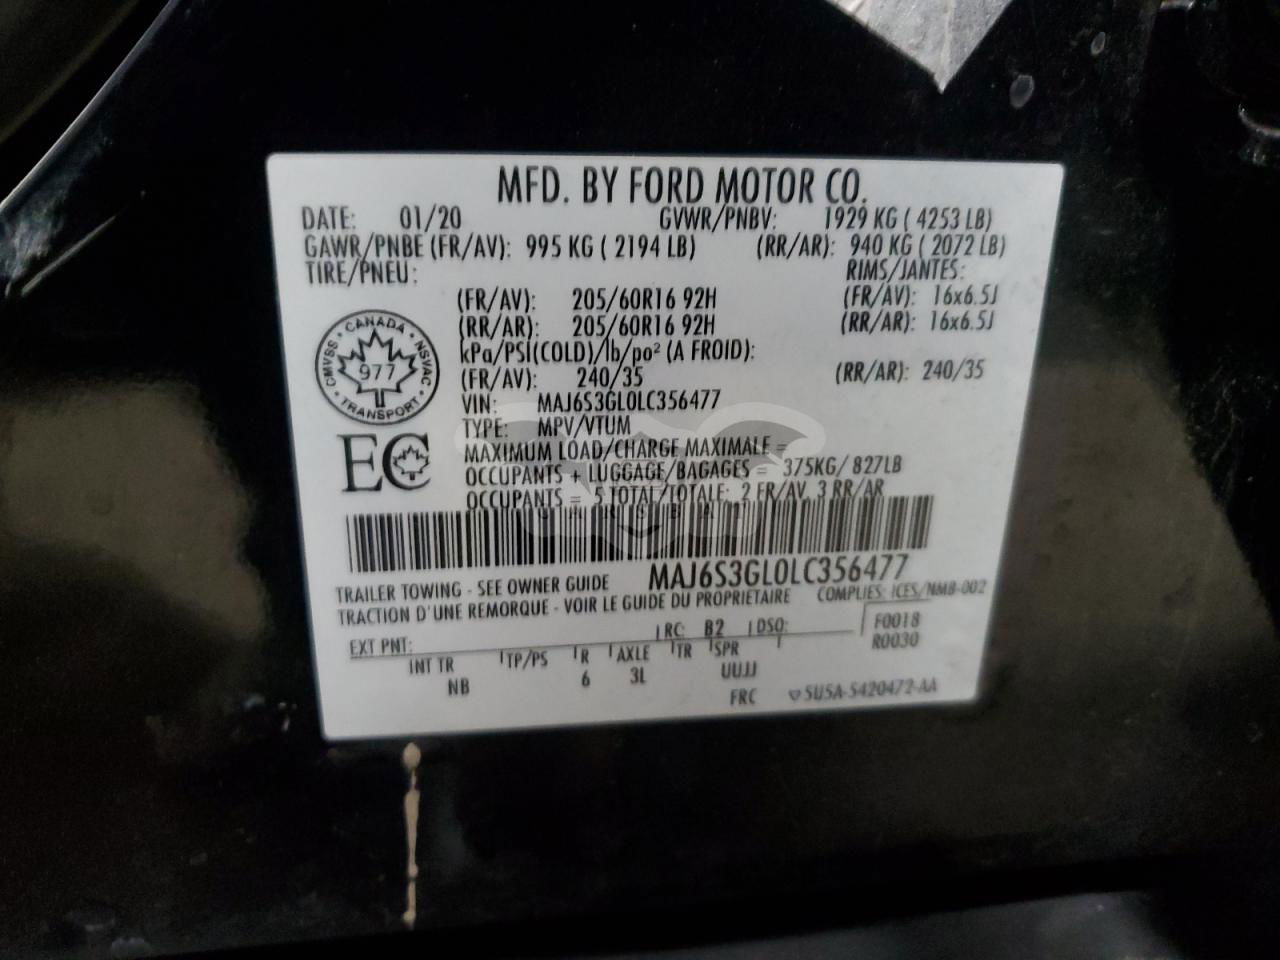 MFD. BY FORD MOTOR CO.
DATE: 01/20 GVWR/PNBV: 1929 KG ( 4253 LB)
GAWR/PNBE (FR/AV): 995 KG ( 2194 LB) (RR/AR): 940 KG ( 2072 LB)
TIRE/PNEU: RIMS/JANTES:
(FR/AV): 205/60R16 92H (FR/AV): 16x6.5J
(RR/AR): 205/60R16 92H (RR/AR): 16x6.5J
kPa/PSI(COLD)/lb/po² (A FROID):
(FR/AV): 240/35 (RR/AR): 240/35
CANADA
CMVSS NSVAC
977
TRANSPORT
VIN: MAJ6S3GL0LC356477
TYPE: MPV/VTUM
EC
MAXIMUM LOAD/CHARGE MAXIMALE =
OCCUPANTS + LUGGAGE/BAGAGES = 375KG/ 827LB
OCCUPANTS = 5 TOTAL/TOTALE: 2 FR/AV, 3 RR/AR
MAJ6S3GL0LC356477
TRAILER TOWING - SEE OWNER GUIDE COMPLIES: ICES/NMB-002
TRACTION D'UNE REMORQUE - VOIR LE GUIDE DU PROPRIETAIRE
EXT PNT: RC: B2 DSO: F0018
R0030
INT TR TP/PS R AXLE TR SPR
NB 6 3L UUJJ
FRC 5U5A-5420472-AA